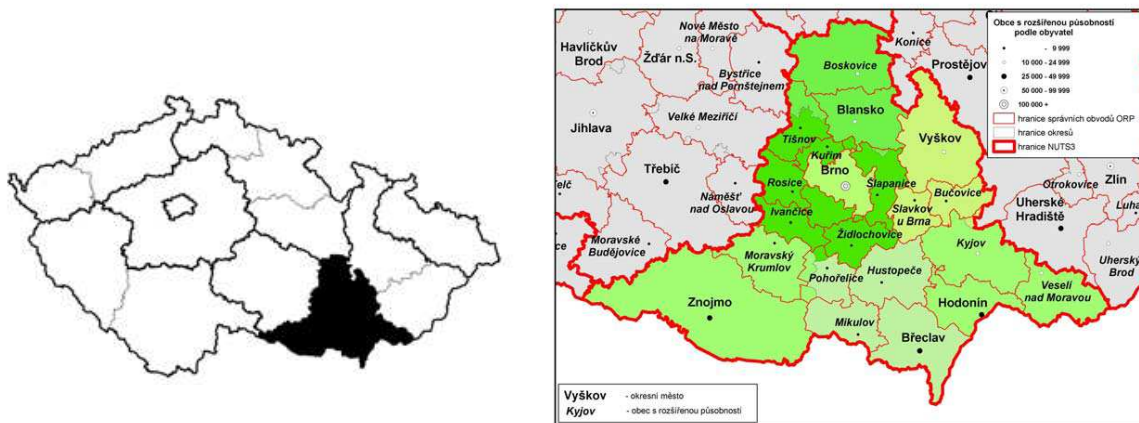 Obce s rozšířenou působností
podle obyvatel
- 9 999
10 000 - 24 999
25 000 - 49 999
50 000 - 99 999
100 000 +
hranice správních obvodů ORP
hranice okresů
hranice NUTS3
Nové Město
na Moravě
Konice
Havlíčkův
Brod
Žďár n.S.
Boskovice
Prostějov
Bystřice
nad Pernštejnem
Blansko
Velké Meziříčí
Jihlava
Vyškov
Tišnov
Kuřim
Třebíč
Brno
Šlapanice
Zlín
Otrokovice
Telč
Rosice
Bučovice
Náměšť
nad Oslavou
Slavkov
u Brna
Uherské
Hradiště
Luha
Ivančice
Židlochovice
Moravské
Budějovice
Kyjov
Moravský
Krumlov
Uherský
Brod
Pohořelice
Hustopeče
Veselí
nad Moravou
Znojmo
Hodonín
Mikulov
Břeclav
Vyškov - okresní město
Kyjov - obec s rozšířenou působností